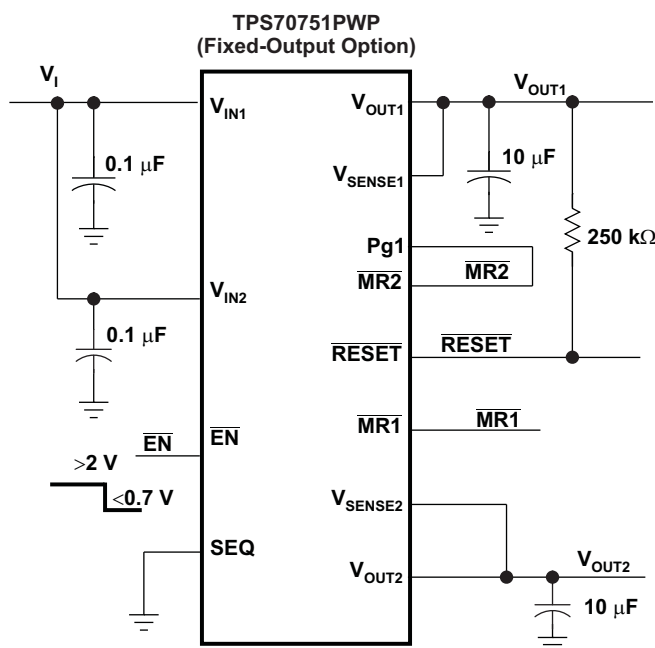 TPS70751PWP
(Fixed-Output Option)
VI
VIN1
VOUT1
VOUT1
0.1 μF
10 μF
VSENSE1
250 kΩ
PG1
MR2
MR2
VIN2
0.1 μF
RESET
RESET
EN
EN
MR1
MR1
>2 V
<0.7 V
VSENSE2
SEQ
VOUT2
VOUT2
10 μF